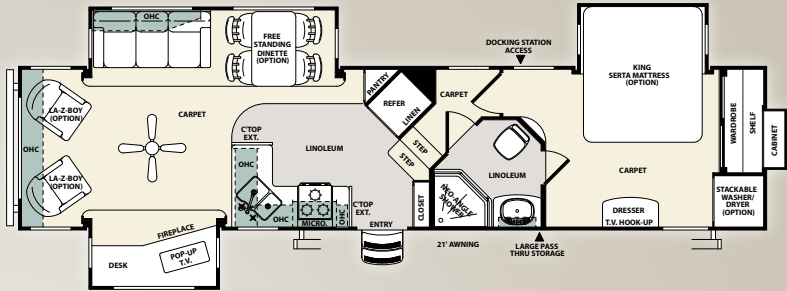 OHC
FREE
STANDING
DINETTE
(OPTION)
DOCKING STATION
ACCESS
KING
SERTA MATTRESS
(OPTION)
PANTRY
REFER
LINEN
CARPET
LA-Z-BOY
(OPTION)
CARPET
OHC
C'TOP
EXT.
LINOLEUM
STEP
STEP
OHC
LA-Z-BOY
(OPTION)
LINOLEUM
CARPET
WARDROBE
SHELF
CABINET
NEO-ANGLE
SHOWER
CLOSET
C'TOP
EXT.
OHC
OHC
MICRO.
ENTRY
DRESSER
T.V. HOOK-UP
STACKABLE
WASHER/
DRYER
(OPTION)
FIREPLACE
DESK
POP-UP
T.V.
21' AWNING
LARGE PASS
THRU STORAGE